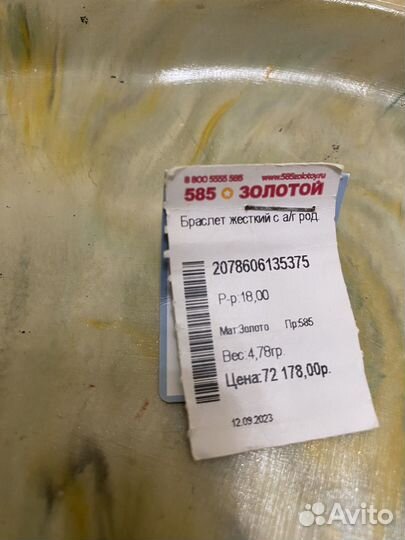 8 800 5555 585 www.585zolotoy.ru
585 ЗОЛОТОЙ
Браслет жесткий с а/г род.
2078606135375
Р-р:18,00
Мат:Золото Пр:585
Вес:4,78гр.
Цена:72 178,00р.
12.09.2023
Avito